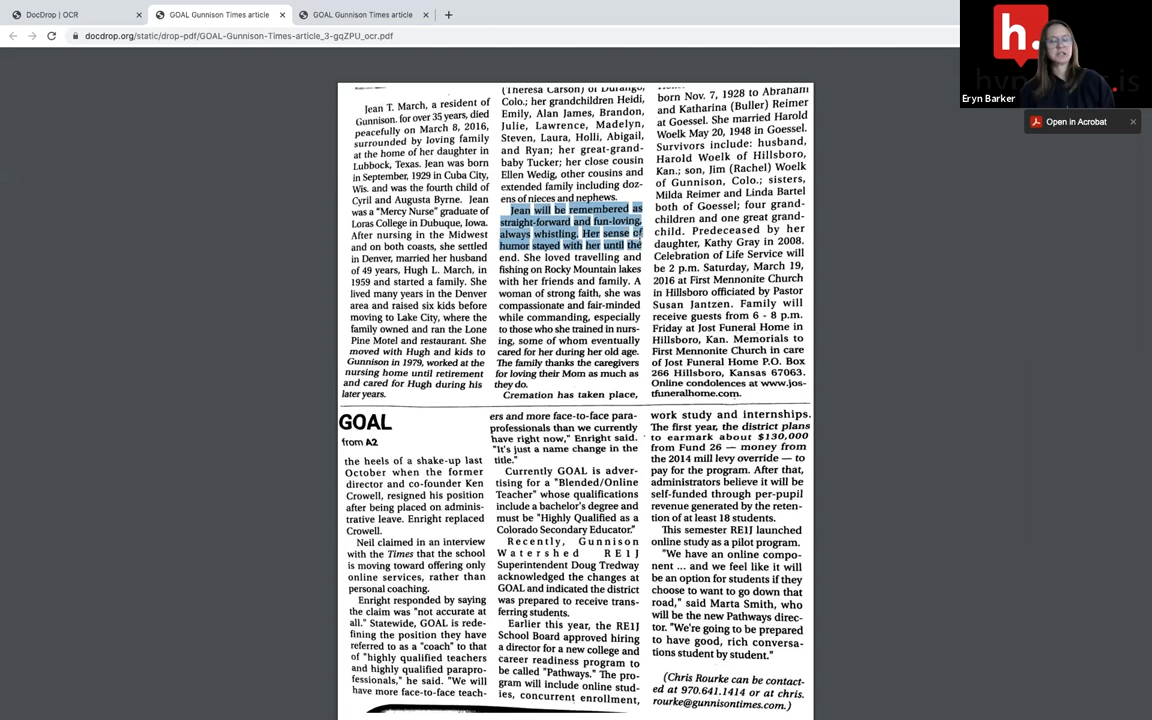 DocDrop | OCR
GOAL Gunnison Times article
GOAL Gunnison Times article
docdrop.org/static/drop-pdf/GOAL-Gunnison-Times-article_3-gqZPU_ocr.pdf
h.
Eryn Barker
Open in Acrobat
Jean T. March, a resident of
Gunnison. for over 35 years, died
peacefully on March 8, 2016,
surrounded by loving family
at the home of her daughter in
Lubbock, Texas. Jean was born
in September, 1929 in Cuba City,
Wis. and was the fourth child of
Cyril and Augusta Byrne. Jean
was a "Mercy Nurse" graduate of
Loras College in Dubuque, Iowa.
After nursing in the Midwest
and on both coasts, she settled
in Denver, married her husband
of 49 years, Hugh L. March, in
1959 and started a family. She
lived many years in the Denver
area and raised six kids before
moving to Lake City, where the
family owned and ran the Lone
Pine Motel and restaurant. She
moved with Hugh and kids to
Gunnison in 1979, worked at the
nursing home until retirement
and cared for Hugh during his
later years.
(Theresa Carson) of Durango,
Colo.; her grandchildren Heidi,
Emily, Alan James, Brandon,
Julie, Lawrence, Madelyn,
Steven, Laura, Holli, Abigail,
and Ryan; her great-grand-
baby Tucker; her close cousin
Ellen Wedig, other cousins and
extended family including doz-
ens of nieces and nephews.
Jean will be remembered as
straight-forward and fun-loving,
always whistling. Her sense of
humor stayed with her until the
end. She loved travelling and
fishing on Rocky Mountain lakes
with her friends and family. A
woman of strong faith, she was
compassionate and fair-minded
while commanding, especially
to those who she trained in nurs-
ing, some of whom eventually
cared for her during her old age.
The family thanks the caregivers
for loving their Mom as much as
they do.
Cremation has taken place,
born Nov. 7, 1928 to Abraham
and Katharina (Buller) Reimer
at Goessel. She married Harold
Woelk May 20, 1948 in Goessel.
Survivors include: husband,
Harold Woelk of Hillsboro,
Kan.; son, Jim (Rachel) Woelk
of Gunnison, Colo.; sisters,
Milda Reimer and Linda Bartel
both of Goessel; four grand-
children and one great grand-
child. Predeceased by her
daughter, Kathy Gray in 2008.
Celebration of Life Service will
be 2 p.m. Saturday, March 19,
2016 at First Mennonite Church
in Hillsboro officiated by Pastor
Susan Jantzen. Family will
receive guests from 6 - 8 p.m.
Friday at Jost Funeral Home in
Hillsboro, Kan. Memorials to
First Mennonite Church in care
of Jost Funeral Home P.O. Box
266 Hillsboro, Kansas 67063.
Online condolences at www.jos-
tfuneralhome.com.
GOAL
from A2
the heels of a shake-up last
October when the former
director and co-founder Ken
Crowell, resigned his position
after being placed on adminis-
trative leave. Enright replaced
Crowell.
Neil claimed in an interview
with the Times that the school
is moving toward offering only
online services, rather than
personal coaching.
Enright responded by saying
the claim was "not accurate at
all." Statewide, GOAL is rede-
fining the position they have
referred to as a "coach" to that
of "highly qualified teachers
and highly qualified parapro-
fessionals," he said. "We will
have more face-to-face teach-
ers and more face-to-face para-
professionals than we currently
have right now," Enright said.
"It's just a name change in the
title."
Currently GOAL is adver-
tising for a "Blended/Online
Teacher" whose qualifications
include a bachelor's degree and
must be "Highly Qualified as a
Colorado Secondary Educator."
Recently, Gunnison
Watershed RE1J
Superintendent Doug Tredway
acknowledged the changes at
GOAL and indicated the district
was prepared to receive trans-
ferring students.
Earlier this year, the RE1J
School Board approved hiring
a director for a new college and
career readiness program to
be called "Pathways." The pro-
gram will include online stud-
ies, concurrent enrollment,
work study and internships.
The first year, the district plans
to earmark about $130,000
from Fund 26 — money from
the 2014 mill levy override — to
pay for the program. After that,
administrators believe it will be
self-funded through per-pupil
revenue generated by the reten-
tion of at least 18 students.
This semester RE1J launched
online study as a pilot program.
"We have an online compo-
nent ... and we feel like it will
be an option for students if they
choose to want to go down that
road," said Marta Smith, who
will be the new Pathways direc-
tor. "We're going to be prepared
to have good, rich conversa-
tions student by student."
(Chris Rourke can be contact-
ed at 970.641.1414 or at chris.
rourke@gunnisontimes.com.)